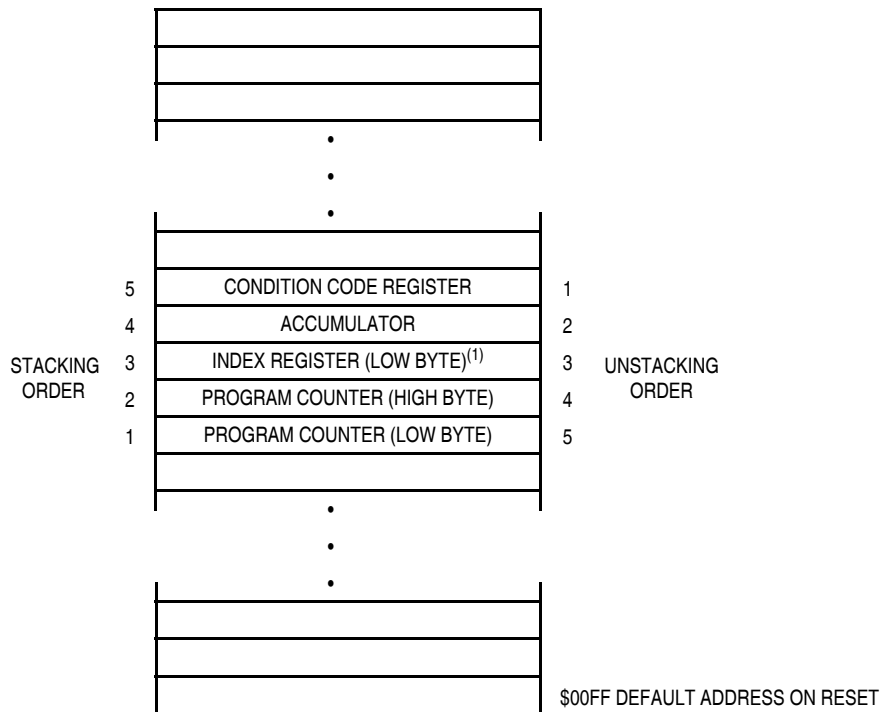 5 CONDITION CODE REGISTER 1
4 ACCUMULATOR 2
STACKING ORDER
3 INDEX REGISTER (LOW BYTE)(1) 3
UNSTACKING ORDER
2 PROGRAM COUNTER (HIGH BYTE) 4
1 PROGRAM COUNTER (LOW BYTE) 5
$00FF DEFAULT ADDRESS ON RESET